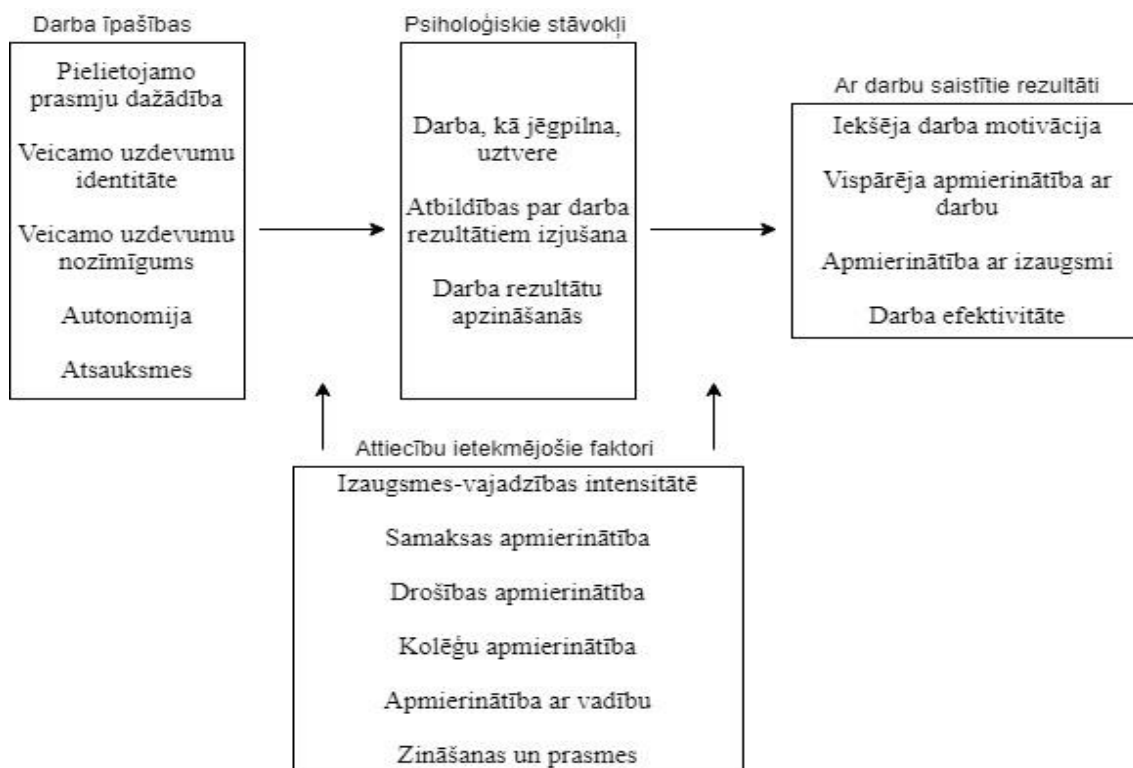 Darba īpašības
Pielietojamo
prasmju dažādība
Veicamo uzdevumu
identitāte
Veicamo uzdevumu
nozīmīgums
Autonomija
Atsauksmes
Psiholoģiskie stāvokļi
Darba, kā jēgpilna,
uztvere
Atbildības par darba
rezultātiem izjušana
Darba rezultātu
apzināšanās
Ar darbu saistītie rezultāti
Iekšēja darba motivācija
Vispārēja apmierinātība ar
darbu
Apmierinātība ar izaugsmi
Darba efektivitāte
Attiecību ietekmējošie faktori
Izaugsmes-vajadzības intensitātē
Samaksas apmierinātība
Drošības apmierinātība
Kolēģu apmierinātība
Apmierinātība ar vadību
Zināšanas un prasmes